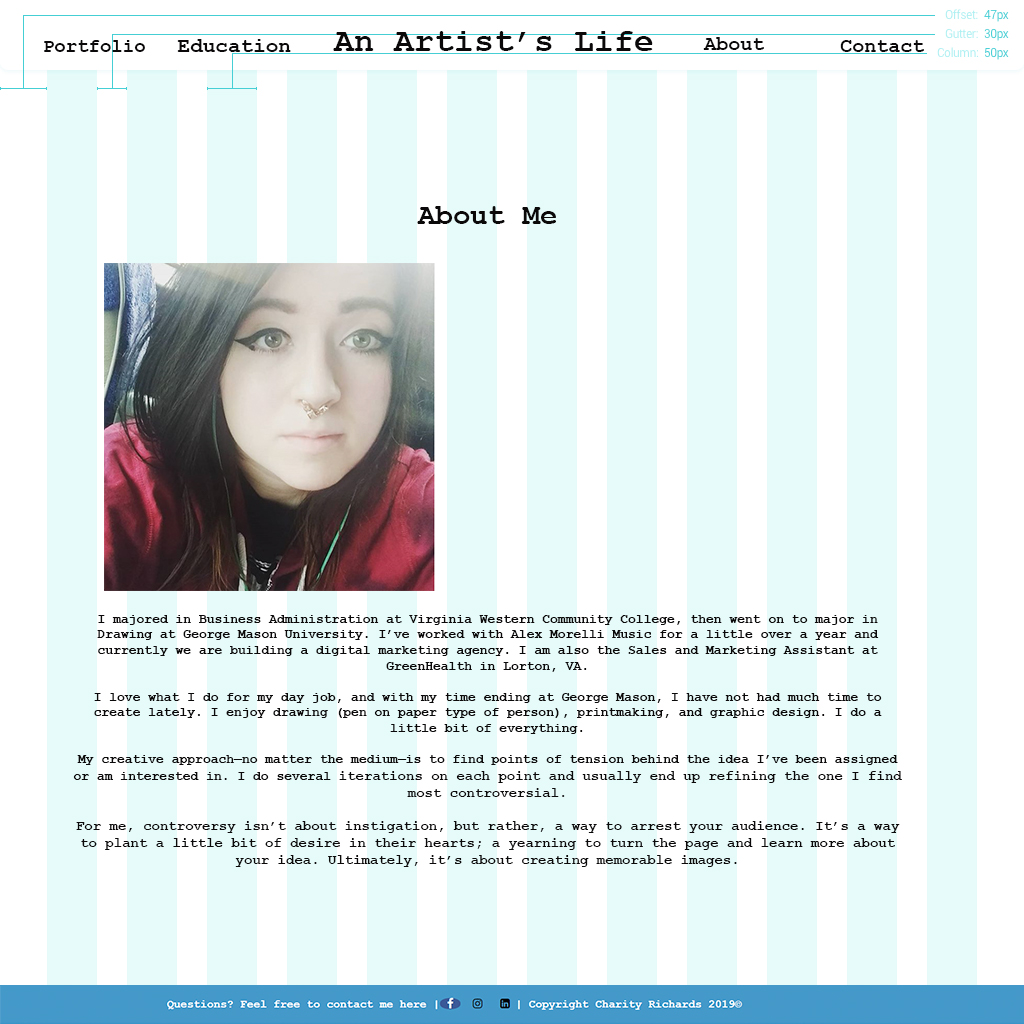 Offset: 47px
Gutter: 30px
Column: 50px
Portfolio Education An Artist’s Life About Contact
About Me
I majored in Business Administration at Virginia Western Community College, then went on to major in
Drawing at George Mason University. I’ve worked with Alex Morelli Music for a little over a year and
currently we are building a digital marketing agency. I am also the Sales and Marketing Assistant at
GreenHealth in Lorton, VA.
I love what I do for my day job, and with my time ending at George Mason, I have not had much time to
create lately. I enjoy drawing (pen on paper type of person), printmaking, and graphic design. I do a
little bit of everything.
My creative approach—no matter the medium—is to find points of tension behind the idea I’ve been assigned
or am interested in. I do several iterations on each point and usually end up refining the one I find
most controversial.
For me, controversy isn’t about instigation, but rather, a way to arrest your audience. It’s a way
to plant a little bit of desire in their hearts; a yearning to turn the page and learn more about
your idea. Ultimately, it’s about creating memorable images.
Questions? Feel free to contact me here | f in | Copyright Charity Richards 2019©